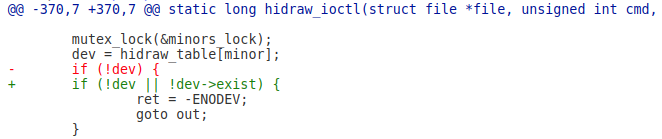 @@ -370,7 +370,7 @@ static long hidraw_ioctl(struct file *file, unsigned int cmd,
mutex_lock(&minors_lock);
dev = hidraw_table[minor];
- if (!dev) {
+ if (!dev || !dev->exist) {
ret = -ENODEV;
goto out;
}